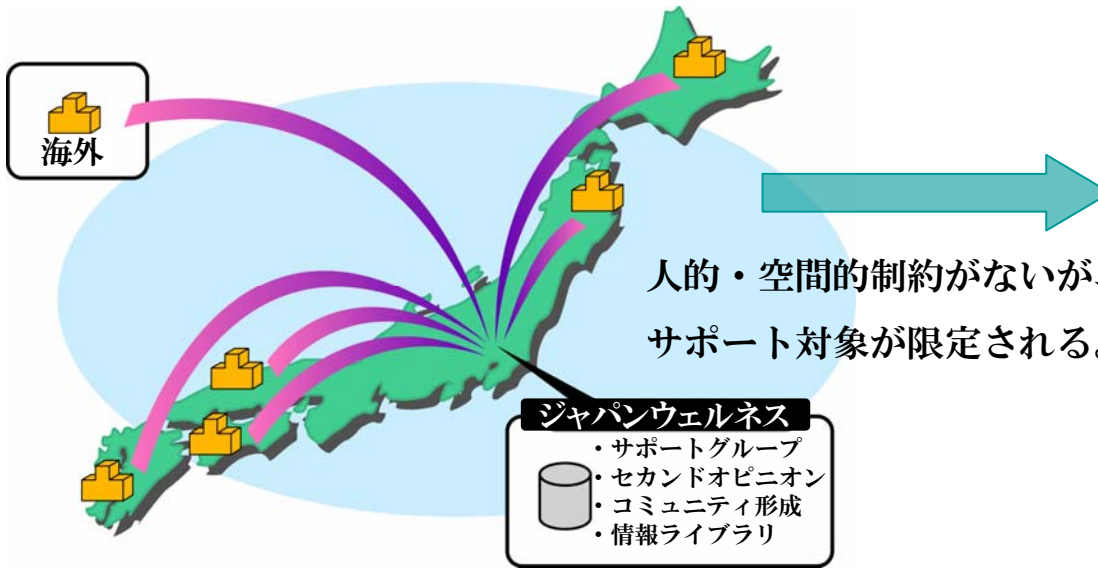 海外
人的・空間的制約がないが、
サポート対象が限定される。
ジャパンウェルネス
・サポートグループ
・セカンドオピニオン
・コミュニティ形成
・情報ライブラリ